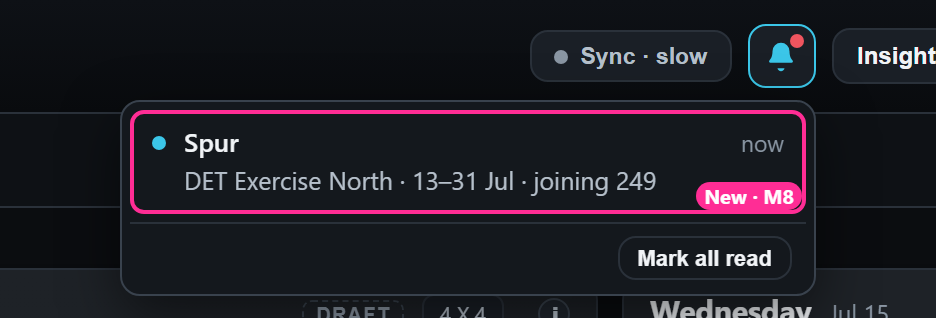 Sync · slow
Insight
Spur
now
DET Exercise North · 13–31 Jul · joining 249
New · M8
Mark all read
DRAFT
4 X 4
i
Wednesday Jul 15